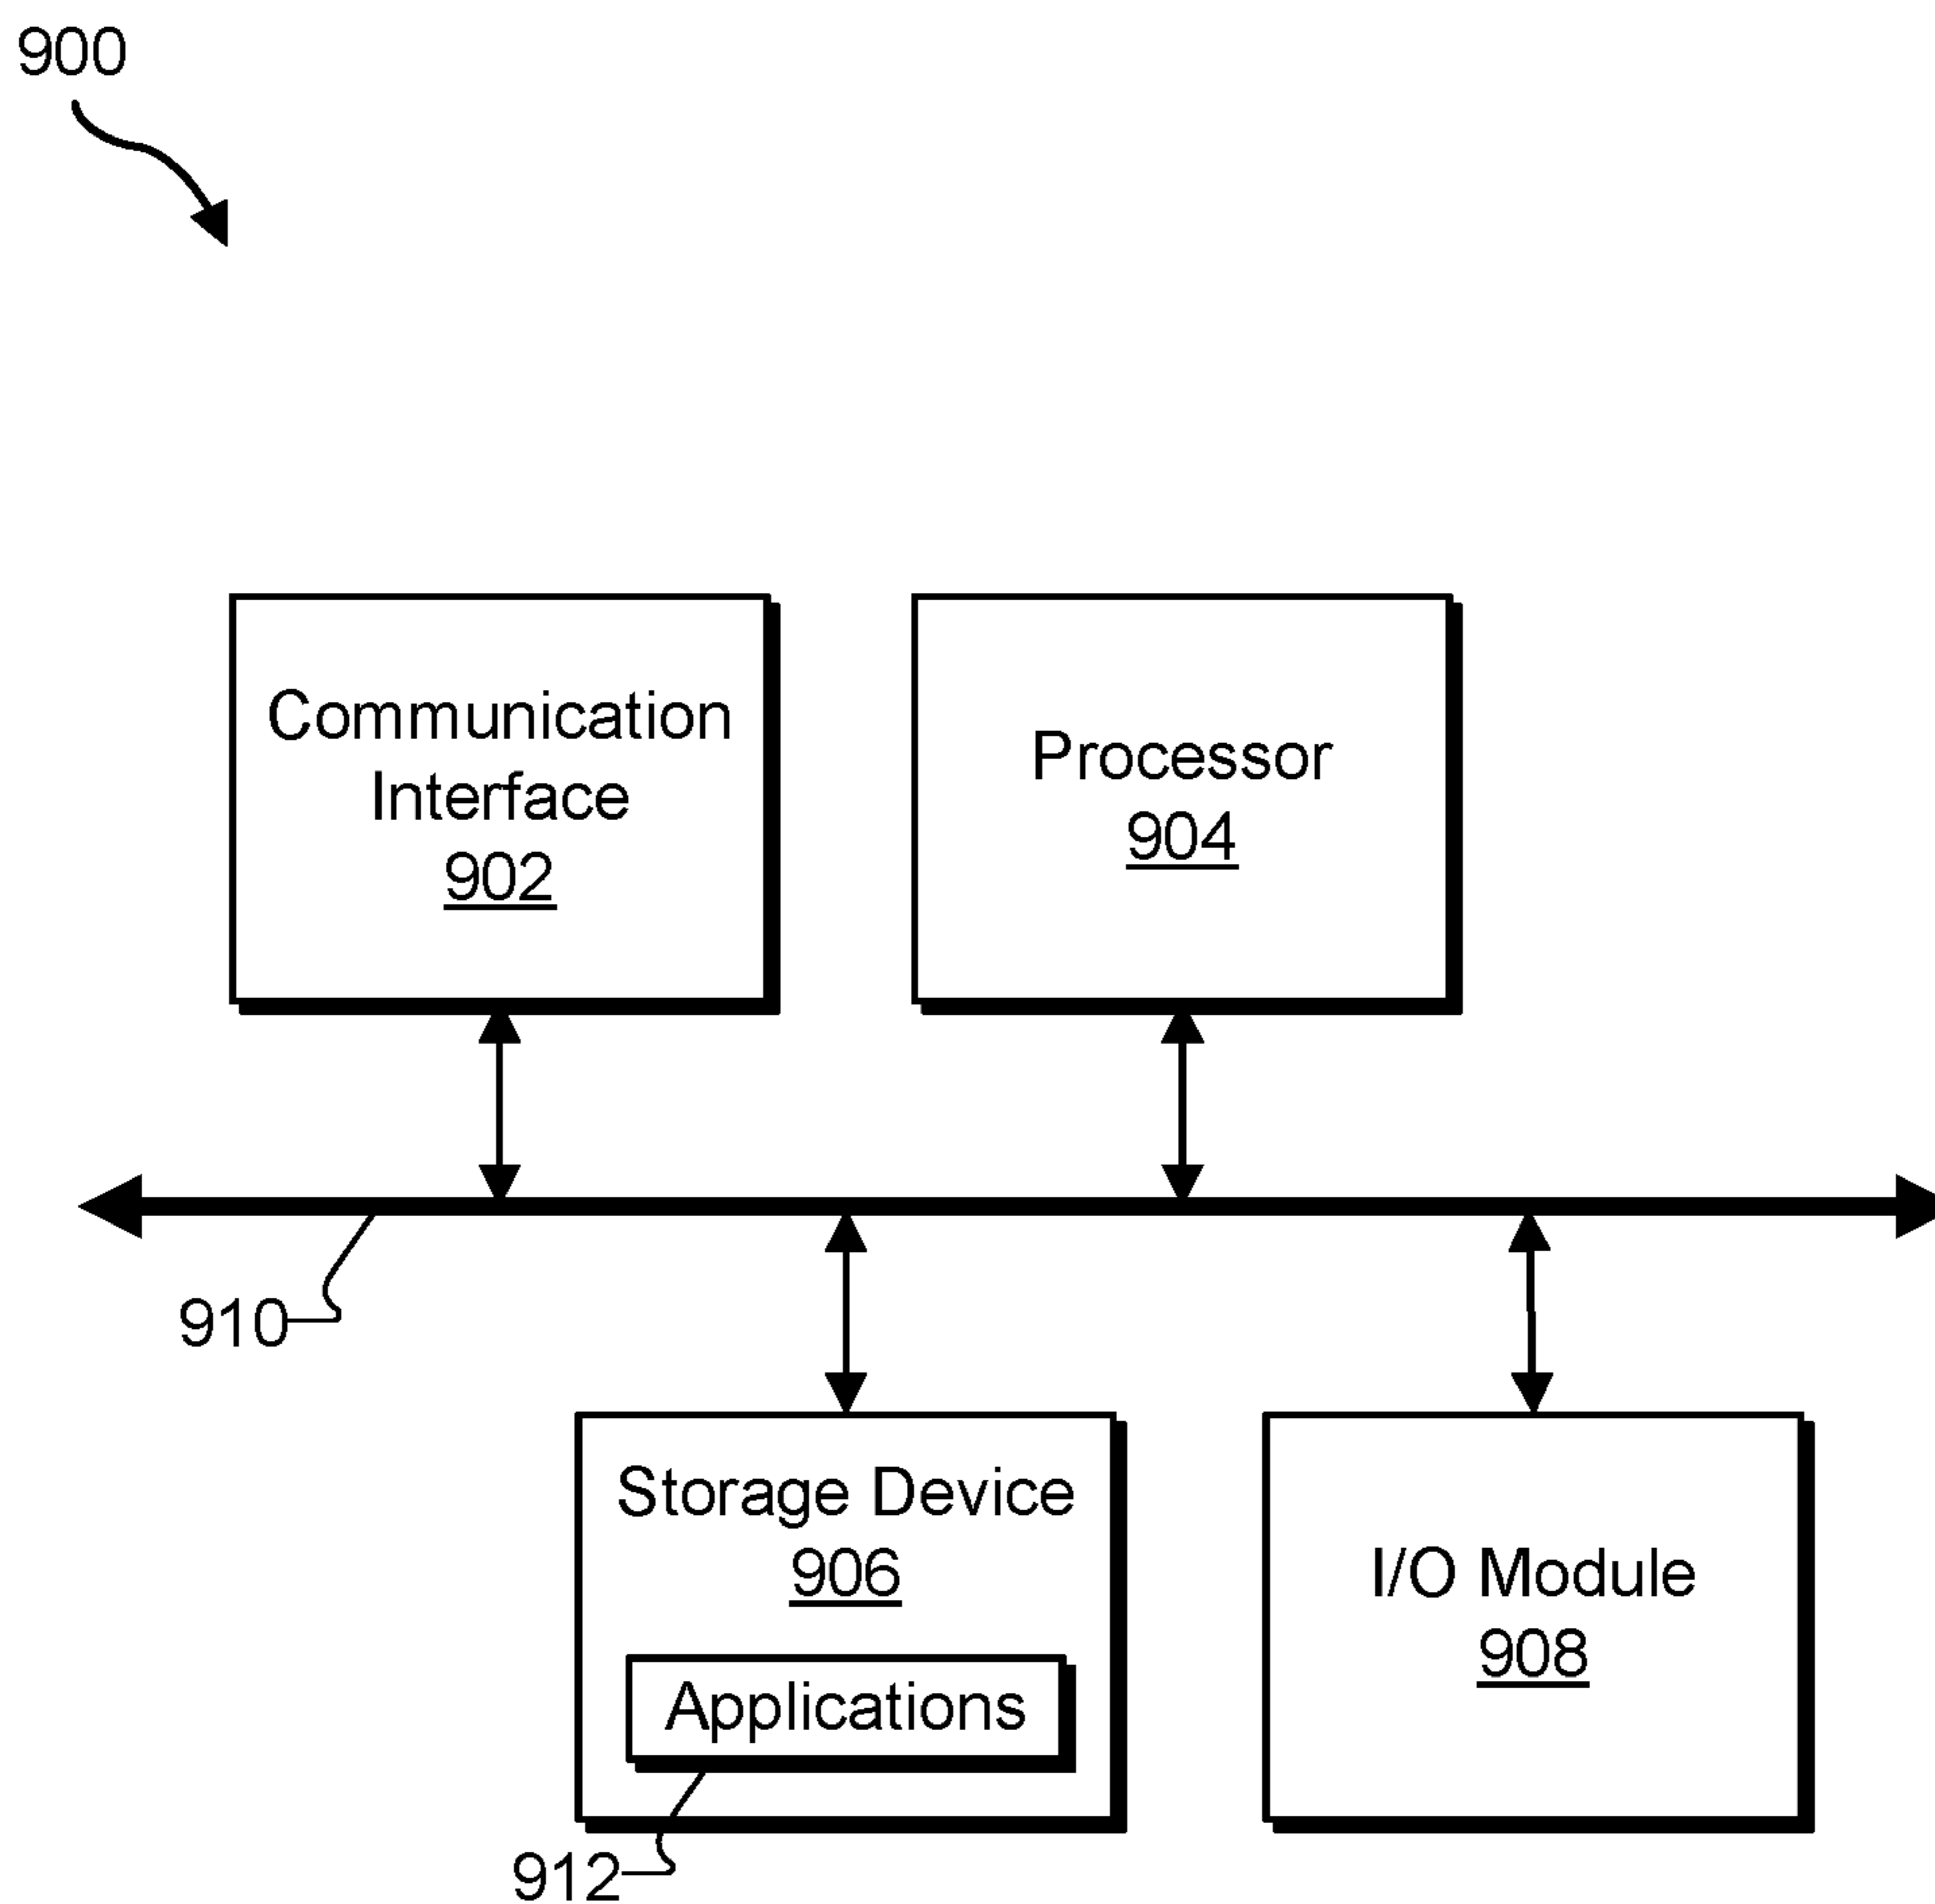 900
Communication
Interface
902
Processor
904
910
Storage Device
906
Applications
912
I/O Module
908